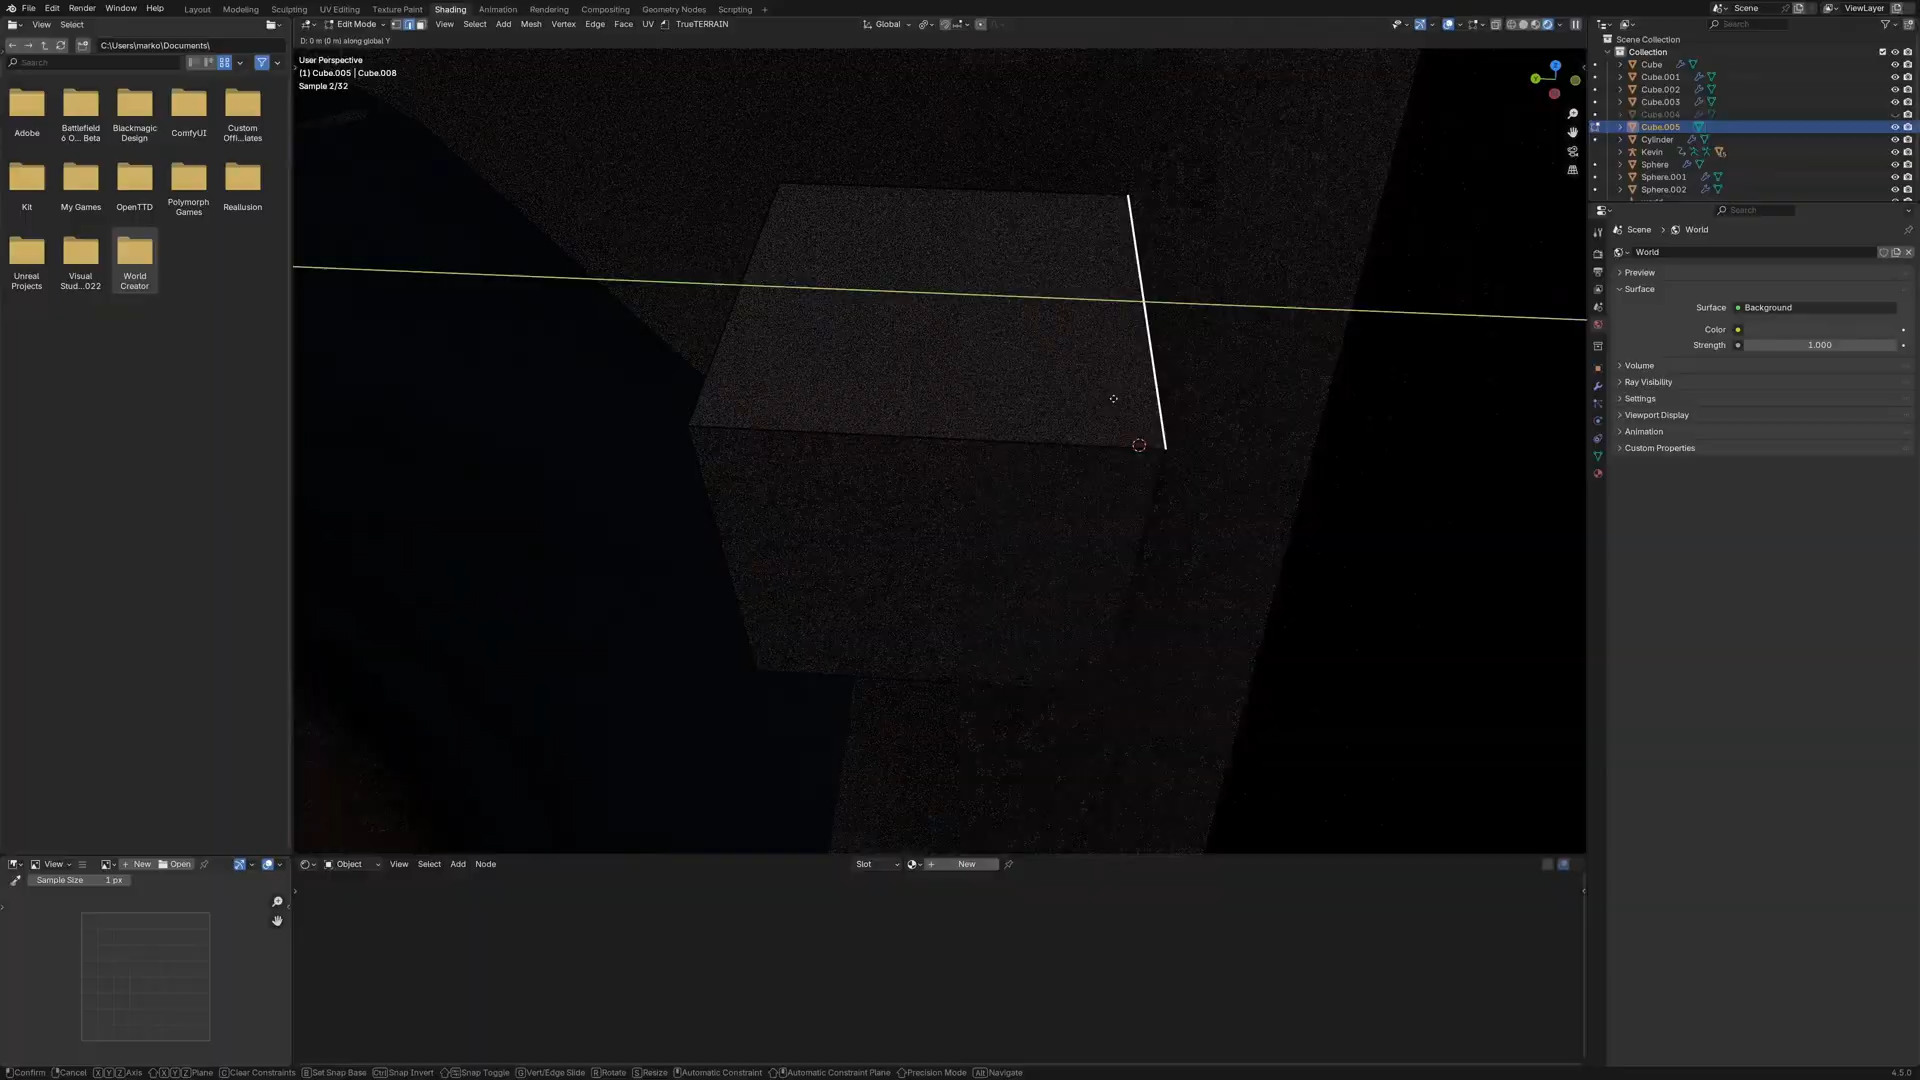 File Edit Render Window Help
Layout Modeling Sculpting UV Editing Texture Paint Shading Animation Rendering Compositing Geometry Nodes Scripting +
Scene
ViewLayer
View Select
C:\Users\marko\Documents\
Search
Adobe
Battlefield 6 O... Beta
Blackmagic Design
ComfyUI
Custom Offi...lates
Kit
My Games
OpenTTD
Polymorph Games
Reallusion
Unreal Projects
Visual Stud...022
World Creator
Edit Mode View Select Add Mesh Vertex Edge Face UV TrueTERRAIN
Global
D: 0 m (0 m) along global Y
User Perspective
(1) Cube.005 | Cube.008
Sample 2/32
Z
Y
Search
Scene Collection
Collection
Cube
Cube.001
Cube.002
Cube.003
Cube.004
Cube.005
Cylinder
Kevin
Sphere
Sphere.001
Sphere.002
Search
Scene > World
World
Preview
Surface
Surface Background
Color
Strength 1.000
Volume
Ray Visibility
Settings
Viewport Display
Animation
Custom Properties
View + New Open
Sample Size 1 px
Object View Select Add Node
Slot
+ New
Confirm Cancel X Y Z Axis X Y Z Plane C Clear Constraints B Set Snap Base Ctrl Snap Invert Snap Toggle G Vert/Edge Slide R Rotate S Resize Automatic Constraint Automatic Constraint Plane Precision Mode Alt Navigate
4.5.0